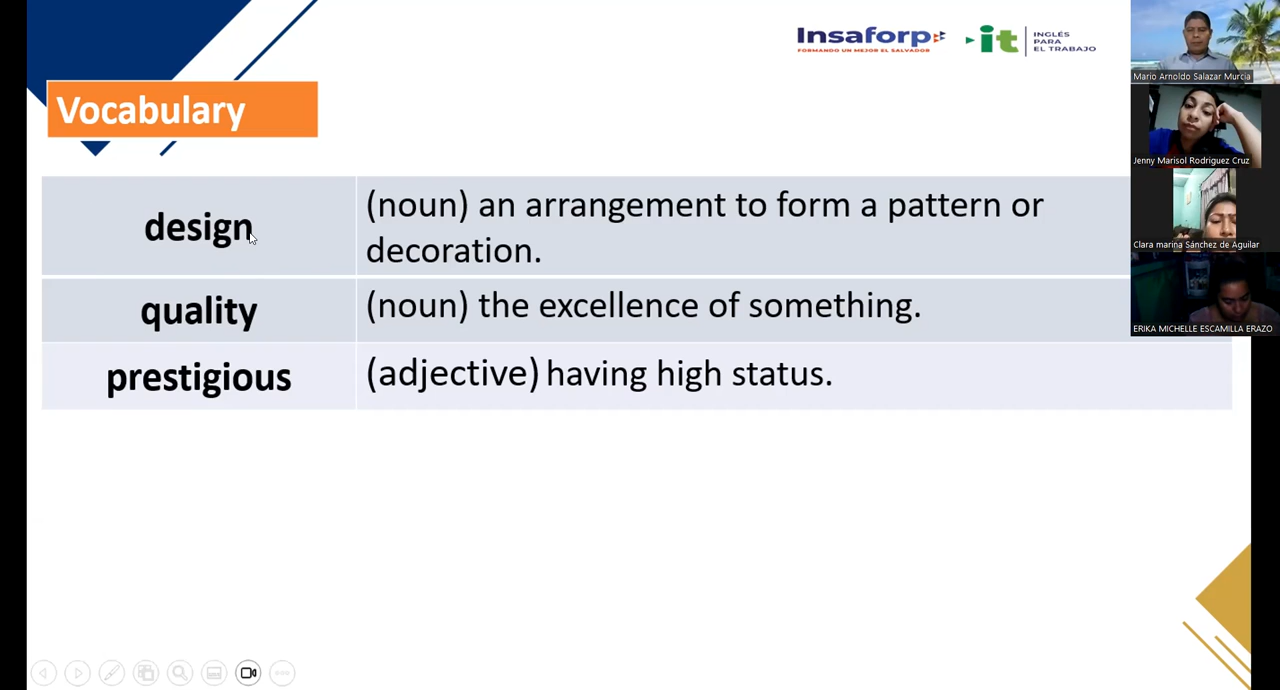 Insaforp
FORMANDO UN MEJOR EL SALVADOR
it
INGLÉS
PARA
EL TRABAJO
Vocabulary
design
(noun) an arrangement to form a pattern or
decoration.
quality
(noun) the excellence of something.
prestigious
(adjective) having high status.
Mario Arnoldo Salazar Murcia
Jenny Marisol Rodriguez Cruz
Clara marina Sánchez de Aguilar
ERIKA MICHELLE ESCAMILLA ERAZO